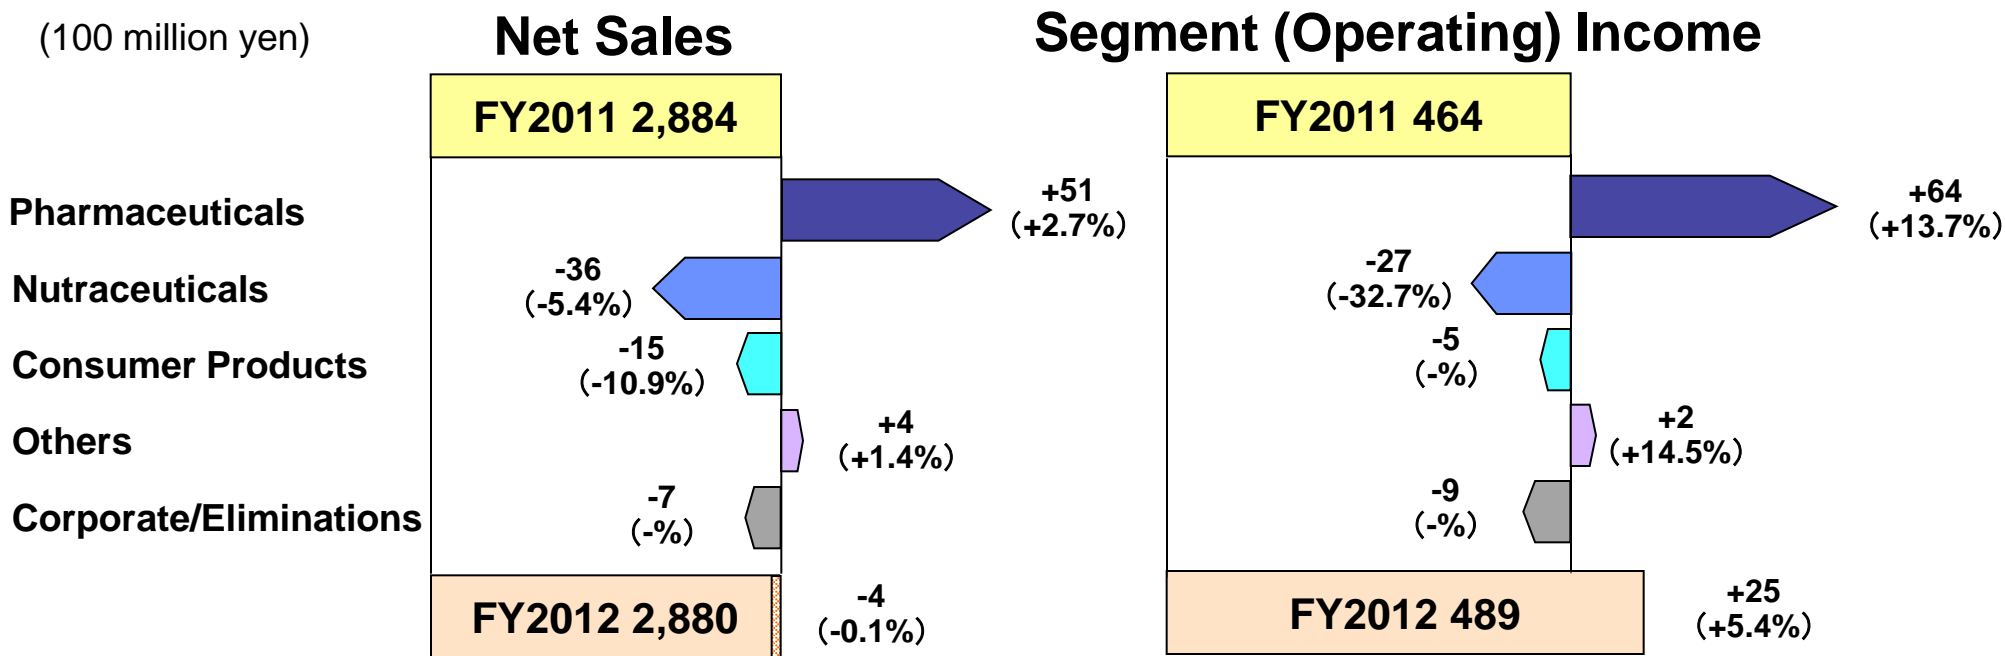 (100 million yen)
Net Sales
Segment (Operating) Income
FY2011 2,884
FY2011 464
Pharmaceuticals
+51
(+2.7%)
+64
(+13.7%)
Nutraceuticals
-36
(-5.4%)
-27
(-32.7%)
Consumer Products
-15
(-10.9%)
-5
(-%)
Others
+4
(+1.4%)
+2
(+14.5%)
Corporate/Eliminations
-7
(-%)
-9
(-%)
FY2012 2,880
-4
(-0.1%)
FY2012 489
+25
(+5.4%)